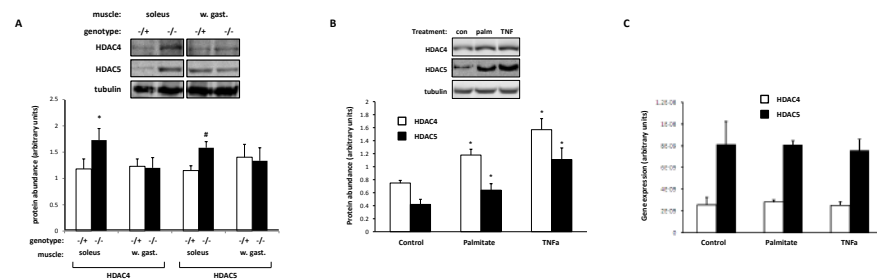 A
muscle: soleus w. gast.
genotype: -/+ -/- -/+ -/-
HDAC4
HDAC5
tubulin
protein abundance (arbitrary units)
2.5
2
1.5
1
0.5
0
*
#
genotype: -/+ -/- -/+ -/- -/+ -/- -/+ -/-
muscle: soleus w. gast. soleus w. gast.
HDAC4 HDAC5
B
Treatment: con palm TNF
HDAC4
HDAC5
tubulin
Protein abundance (arbitrary units)
2
1.8
1.6
1.4
1.2
1
0.8
0.6
0.4
0.2
0
HDAC4
HDAC5
*
*
*
*
Control Palmitate TNFa
C
Gene expression (arbitrary units)
HDAC4
HDAC5
Control Palmitate TNFa